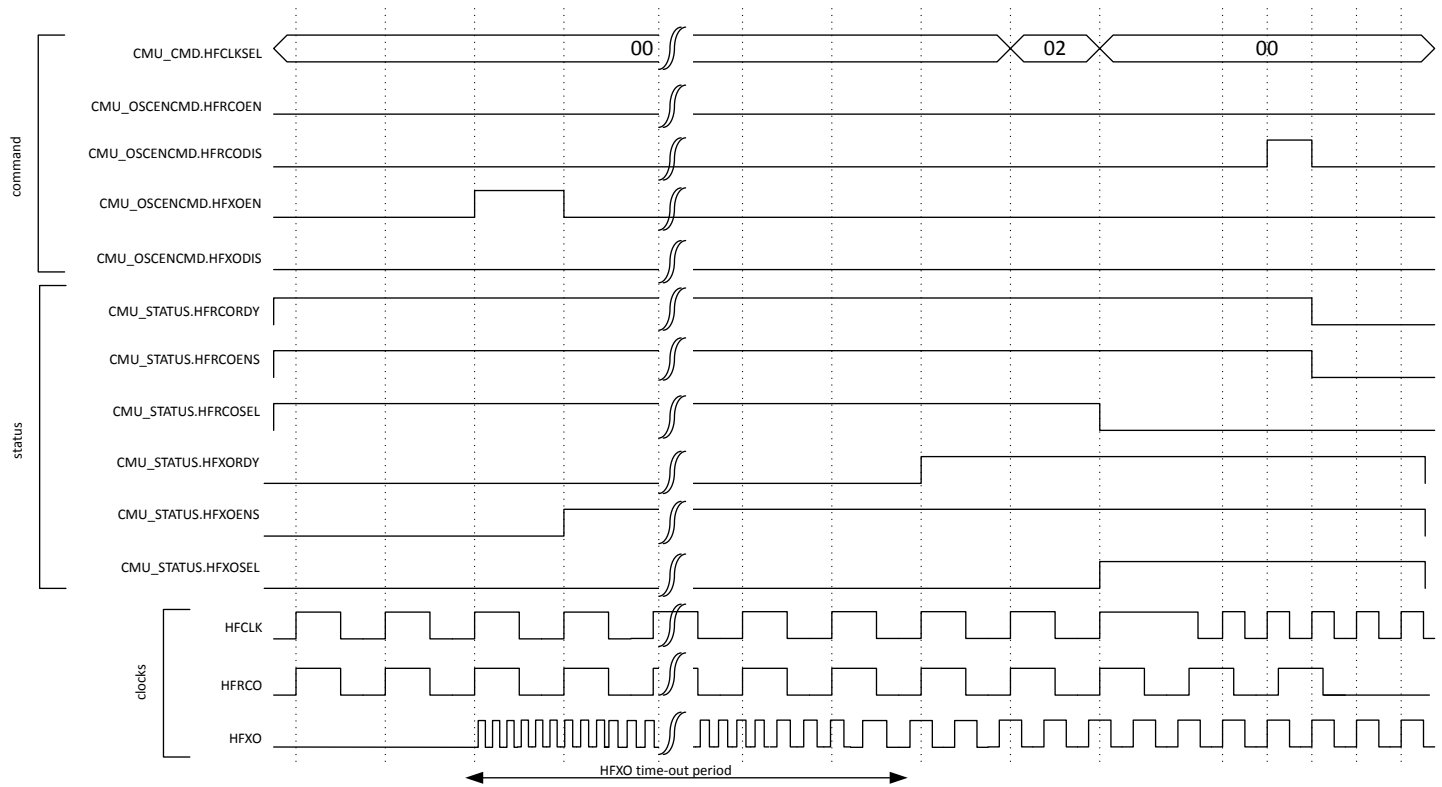 CMU_CMD.HFCLKSEL 00 02 00
CMU_OSCENCMD.HFRCOEN
CMU_OSCENCMD.HFRCODIS
command
CMU_OSCENCMD.HFXOEN
CMU_OSCENCMD.HFXODIS
CMU_STATUS.HFRCORDY
CMU_STATUS.HFRCOENS
CMU_STATUS.HFRCOSEL
status
CMU_STATUS.HFXORDY
CMU_STATUS.HFXOENS
CMU_STATUS.HFXOSEL
HFCLK
clocks
HFRCO
HFXO
HFXO time-out period